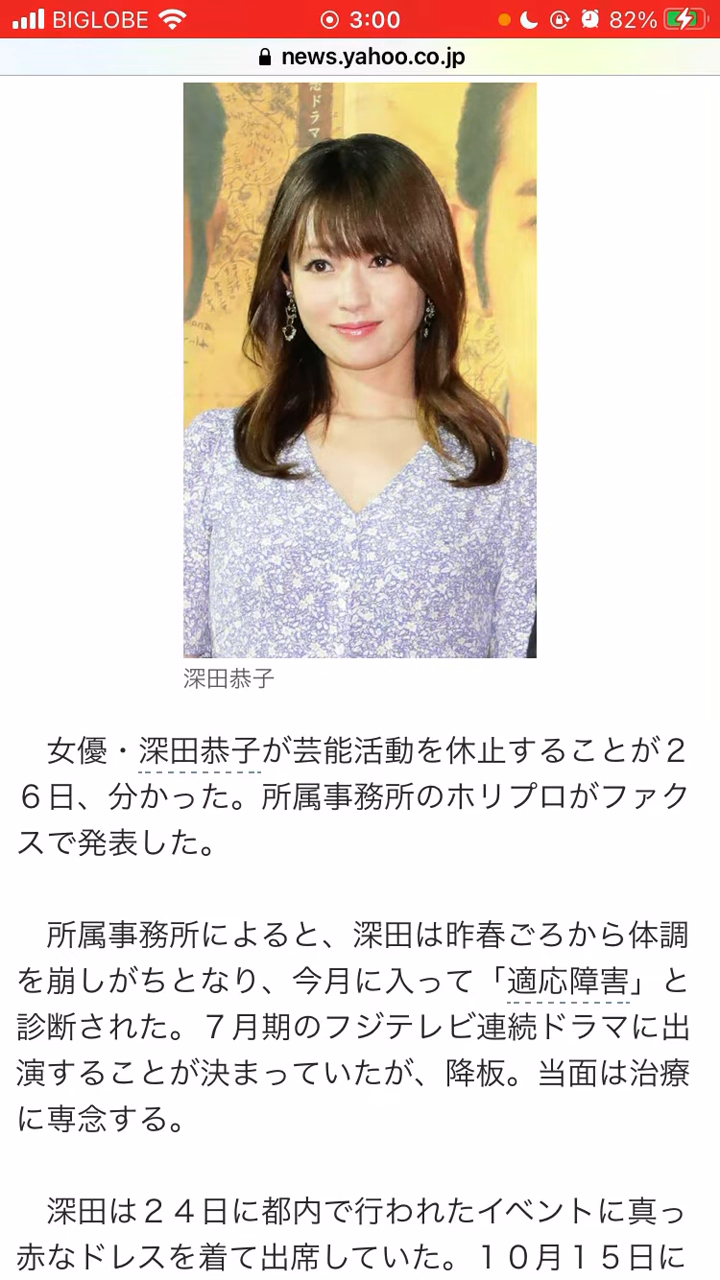 BIGLOBE 3:00 82%
news.yahoo.co.jp
ドラマ
深田恭子
　女優・深田恭子が芸能活動を休止することが２
６日、分かった。所属事務所のホリプロがファク
スで発表した。
　所属事務所によると、深田は昨春ごろから体調
を崩しがちとなり、今月に入って「適応障害」と
診断された。７月期のフジテレビ連続ドラマに出
演することが決まっていたが、降板。当面は治療
に専念する。
　深田は２４日に都内で行われたイベントに真っ
赤なドレスを着て出席していた。１０月１５日に